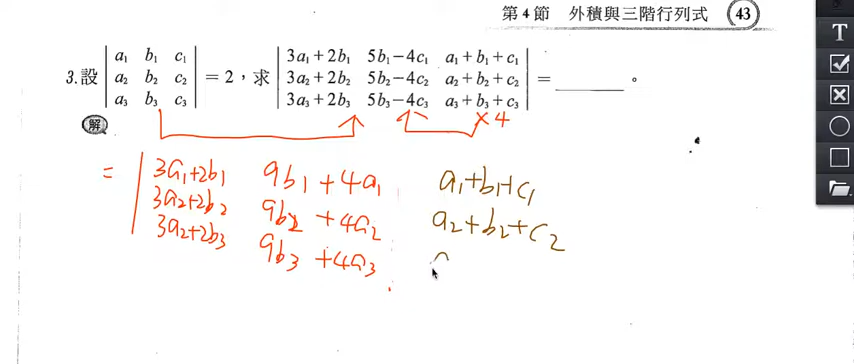 第4節 外積與三階行列式 43
3.設 | a₁ b₁ c₁ | = 2，求 | 3a₁+2b₁ 5b₁−4c₁ a₁+b₁+c₁ | = ______ 。
| a₂ b₂ c₂ | | 3a₂+2b₂ 5b₂−4c₂ a₂+b₂+c₂ |
| a₃ b₃ c₃ | | 3a₃+2b₃ 5b₃−4c₃ a₃+b₃+c₃ |
解 ×4
= | 3a₁+2b₁ 9b₁+4a₁ a₁+b₁+c₁
3a₂+2b₂ 9b₂+4a₂ a₂+b₂+c₂
3a₂+2b₃ 9b₃+4a₃
T